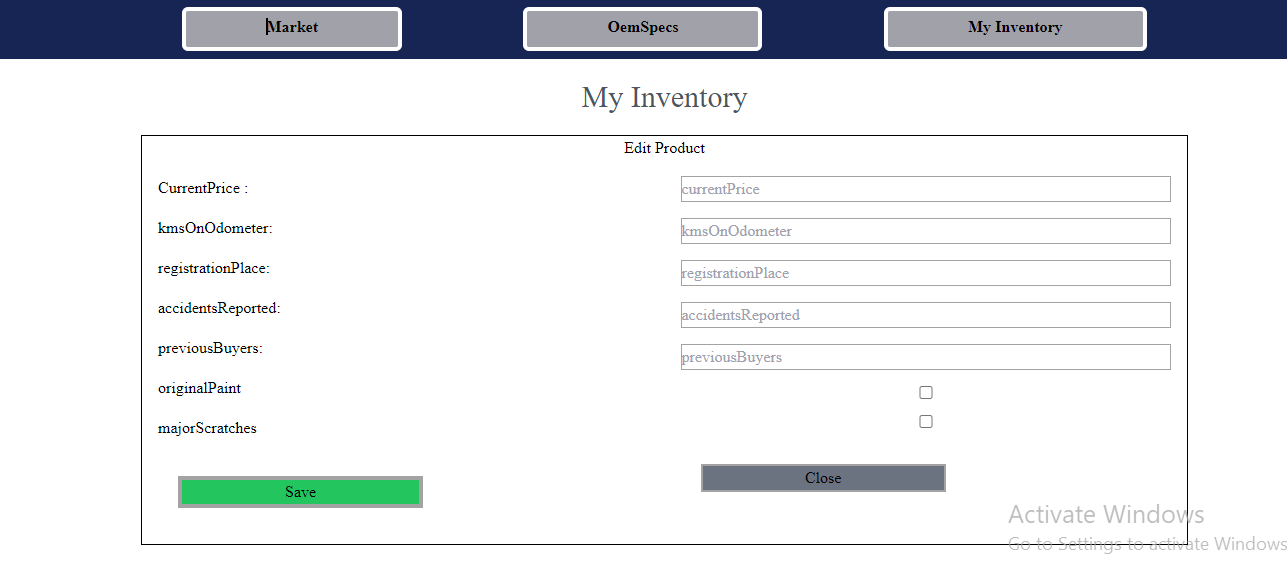 Market OemSpecs My Inventory
My Inventory
Edit Product
CurrentPrice : currentPrice
kmsOnOdometer: kmsOnOdometer
registrationPlace: registrationPlace
accidentsReported: accidentsReported
previousBuyers: previousBuyers
originalPaint
majorScratches
Save Close
Activate Windows
Go to Settings to activate Windows